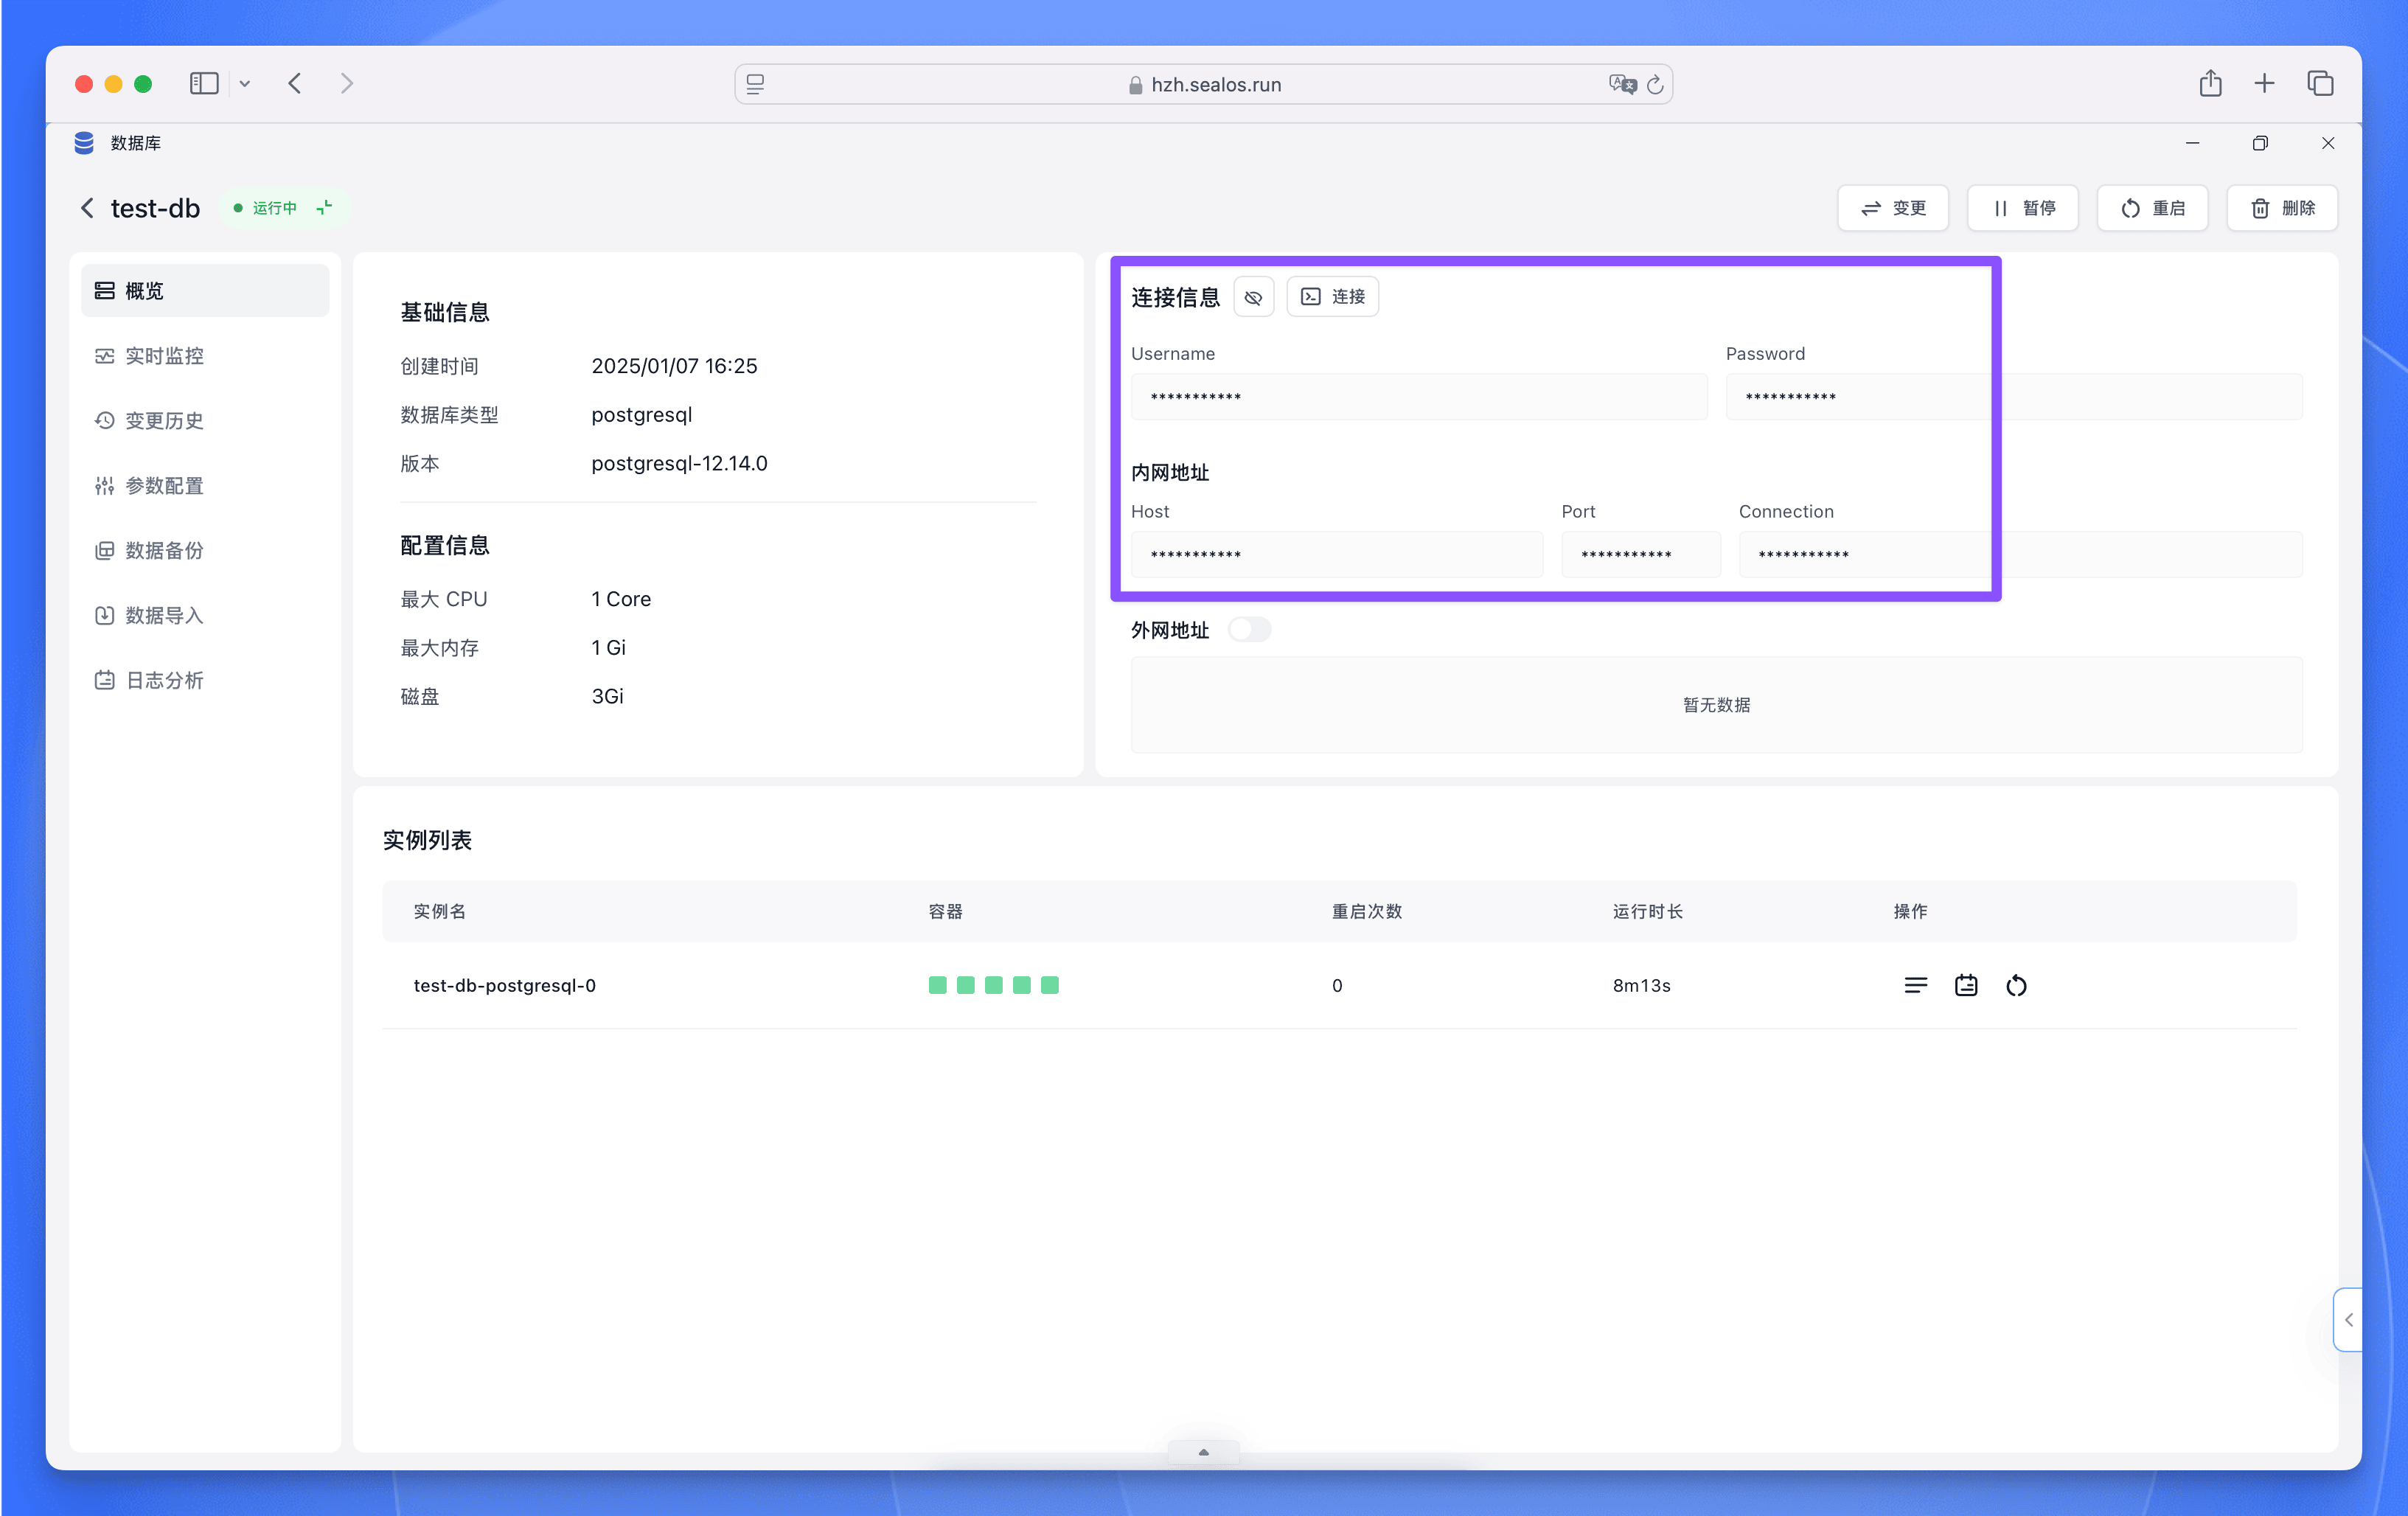 hzh.sealos.run
数据库
test-db 运行中 变更 暂停 重启 删除
概览
实时监控
变更历史
参数配置
数据备份
数据导入
日志分析
基础信息
创建时间 2025/01/07 16:25
数据库类型 postgresql
版本 postgresql-12.14.0
配置信息
最大 CPU 1 Core
最大内存 1 Gi
磁盘 3Gi
连接信息 连接
Username Password
*********** ***********
内网地址
Host Port Connection
*********** *********** ***********
外网地址
暂无数据
实例列表
实例名 容器 重启次数 运行时长 操作
test-db-postgresql-0 0 8m13s